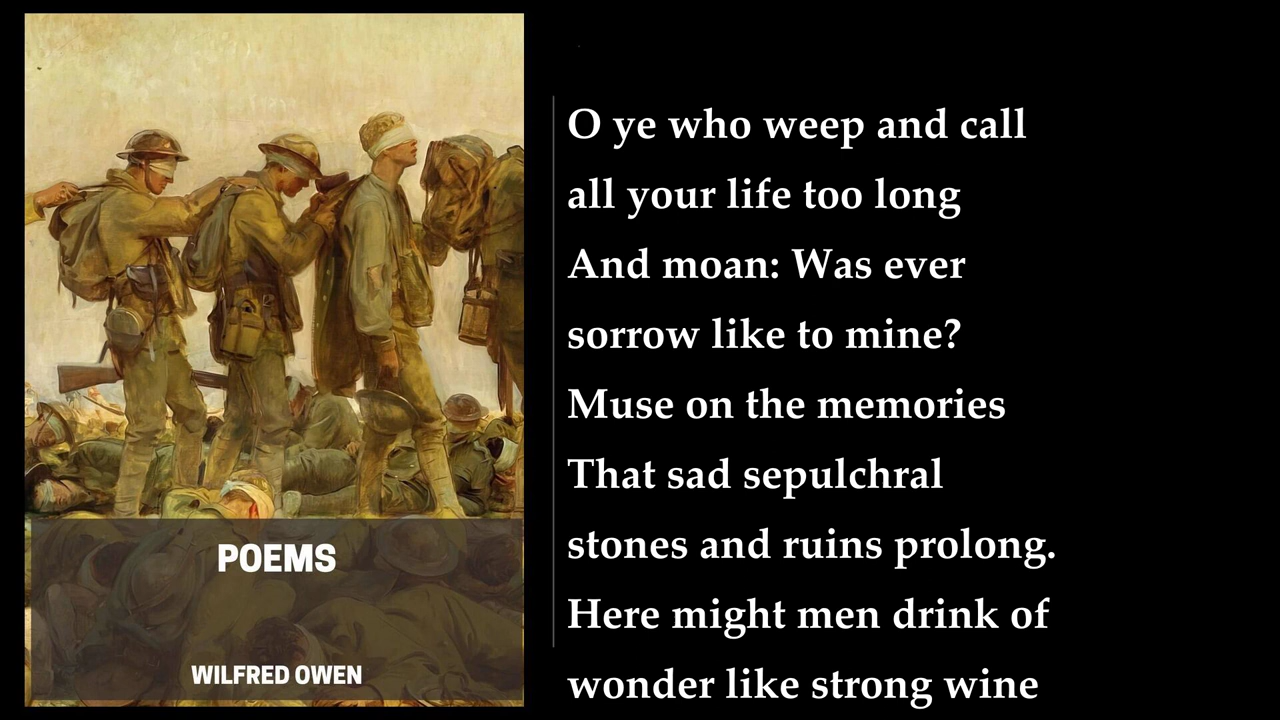 POEMS
WILFRED OWEN
O ye who weep and call
all your life too long
And moan: Was ever
sorrow like to mine?
Muse on the memories
That sad sepulchral
stones and ruins prolong.
Here might men drink of
wonder like strong wine